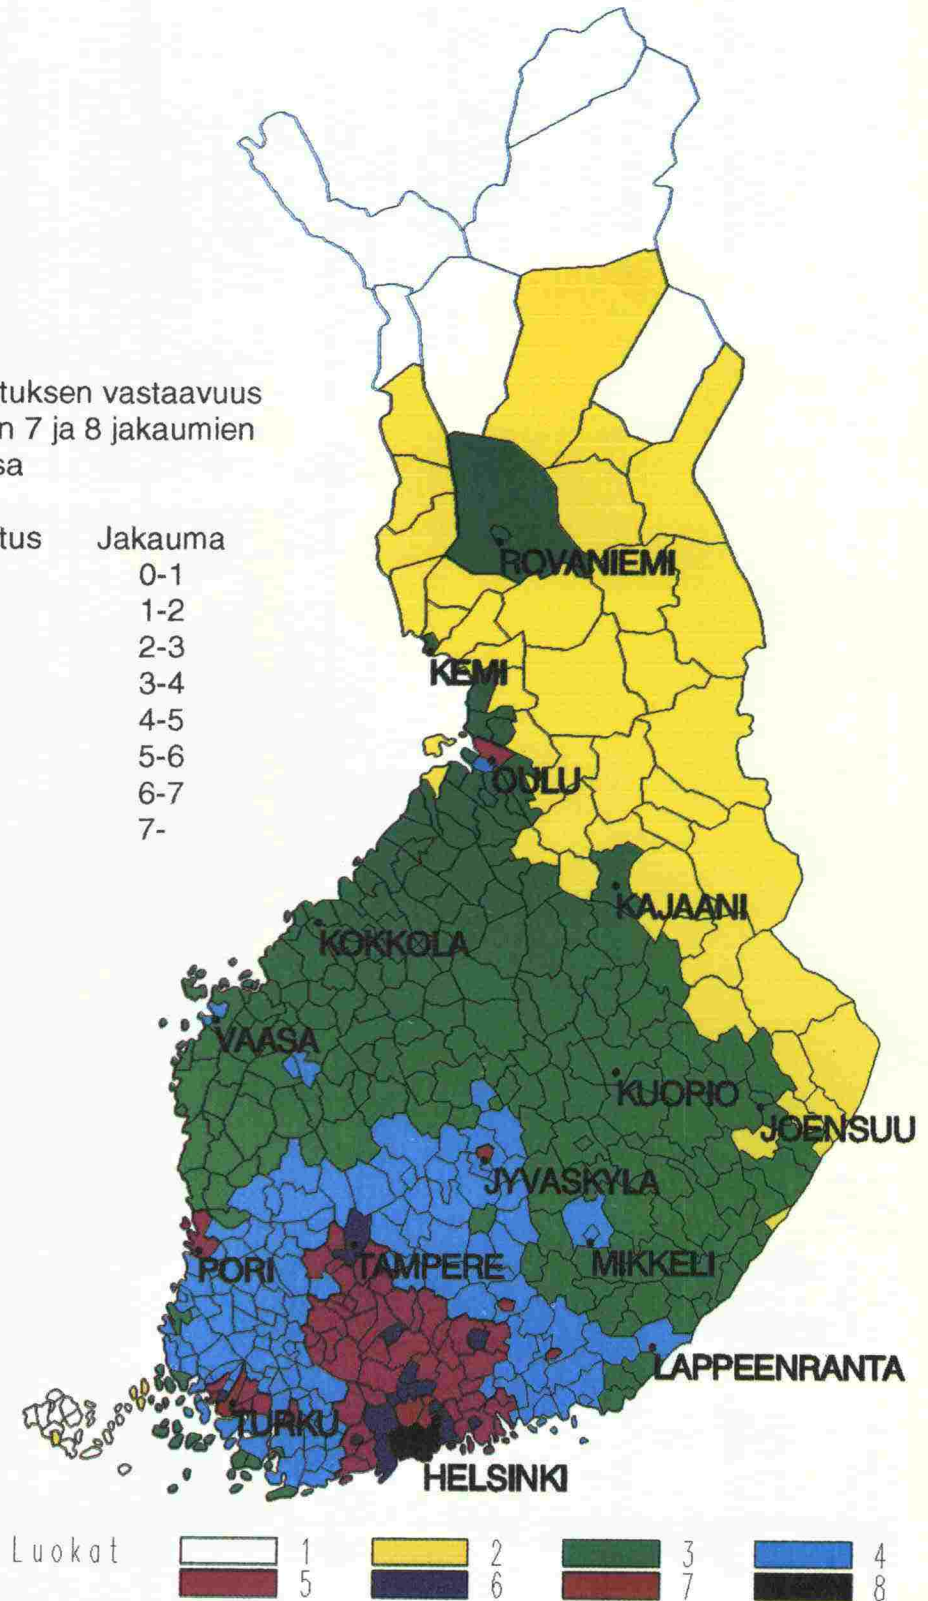 tuksen vastaavuus
n 7 ja 8 jakaumien
sa
tus Jakauma
0-1
1-2
2-3
3-4
4-5
5-6
6-7
7-
ROVANIEMI
KEMI
OULU
KAJAANI
KOKKOLA
VAASA
KUOPIO
JOENSUU
JYVASKYLA
PORI
TAMPERE
MIKKELI
LAPPEENRANTA
TURKU
HELSINKI
Luokat 1 2 3 4
5 6 7 8